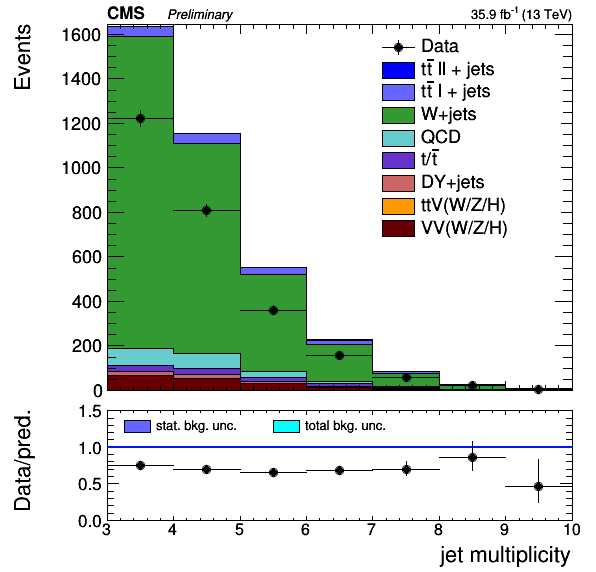 CMS Preliminary 35.9 fb⁻¹ (13 TeV)
Events
1600
1400
1200
1000
800
600
400
200
0
Data
tt̄ ll + jets
tt̄ l + jets
W+jets
QCD
t/t̄
DY+jets
ttV(W/Z/H)
VV(W/Z/H)
Data/pred.
1.5
1.0
0.5
0.0
stat. bkg. unc. total bkg. unc.
3 4 5 6 7 8 9 10
jet multiplicity